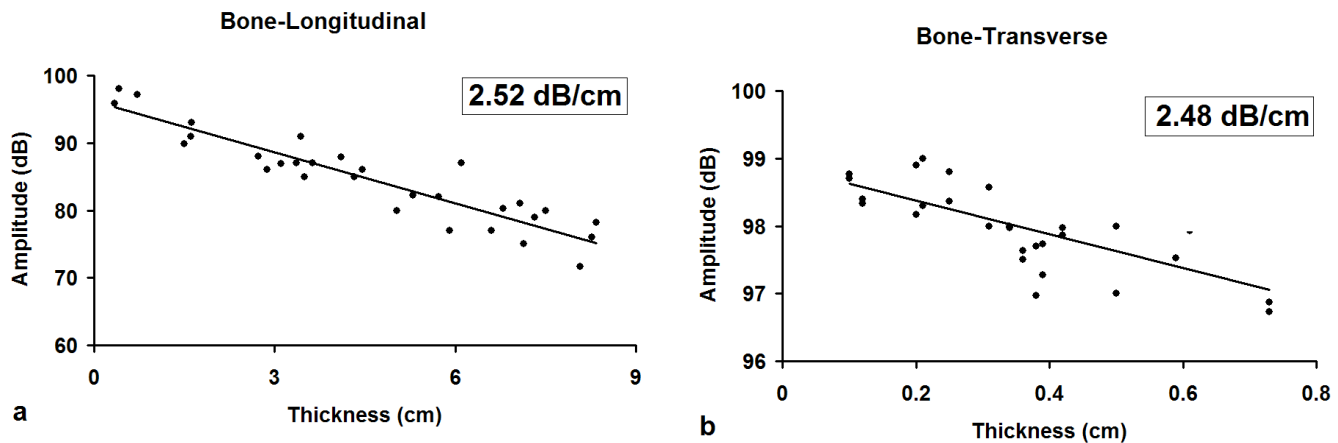 Bone-Longitudinal
2.52 dB/cm
Amplitude (dB)
100
90
80
70
60
0 3 6 9
Thickness (cm)
a
Bone-Transverse
2.48 dB/cm
Amplitude (dB)
100
99
98
97
96
0 0.2 0.4 0.6 0.8
Thickness (cm)
b